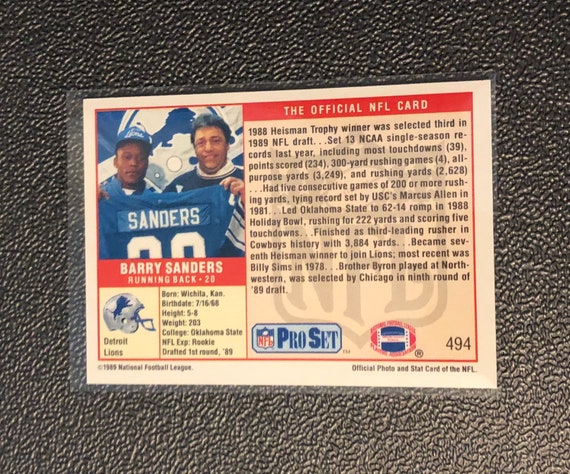 THE OFFICIAL NFL CARD
1988 Heisman Trophy winner was selected third in
1989 NFL draft. . .Set 13 NCAA single-season rec-
ords last year, including most touchdowns (39),
points scored (234), 300-yard rushing games (4), all-
purpose yards (3,249), and rushing yards (2,628)
. . .Had five consecutive games of 200 or more rush-
ing yards, tying record set by USC's Marcus Allen in
1981. . .Led Oklahoma State to 62-14 romp in 1988
Holiday Bowl, rushing for 222 yards and scoring five
touchdowns. . .Finished as third-leading rusher in
Cowboys history with 3,884 yards. . .Became sev-
enth Heisman winner to join Lions; most recent was
Billy Sims in 1978. . .Brother Byron played at North-
western, was selected by Chicago in ninth round of
'89 draft.
Lions
SANDERS
BARRY SANDERS
RUNNING BACK • 20
Detroit
Lions
Born: Wichita, Kan.
Birthdate: 7/16/68
Height: 5-8
Weight: 203
College: Oklahoma State
NFL Exp: Rookie
Drafted 1st round, '89
NFL
PRO SET
TM
®
494
©1989 National Football League.
Official Photo and Stat Card of the NFL.